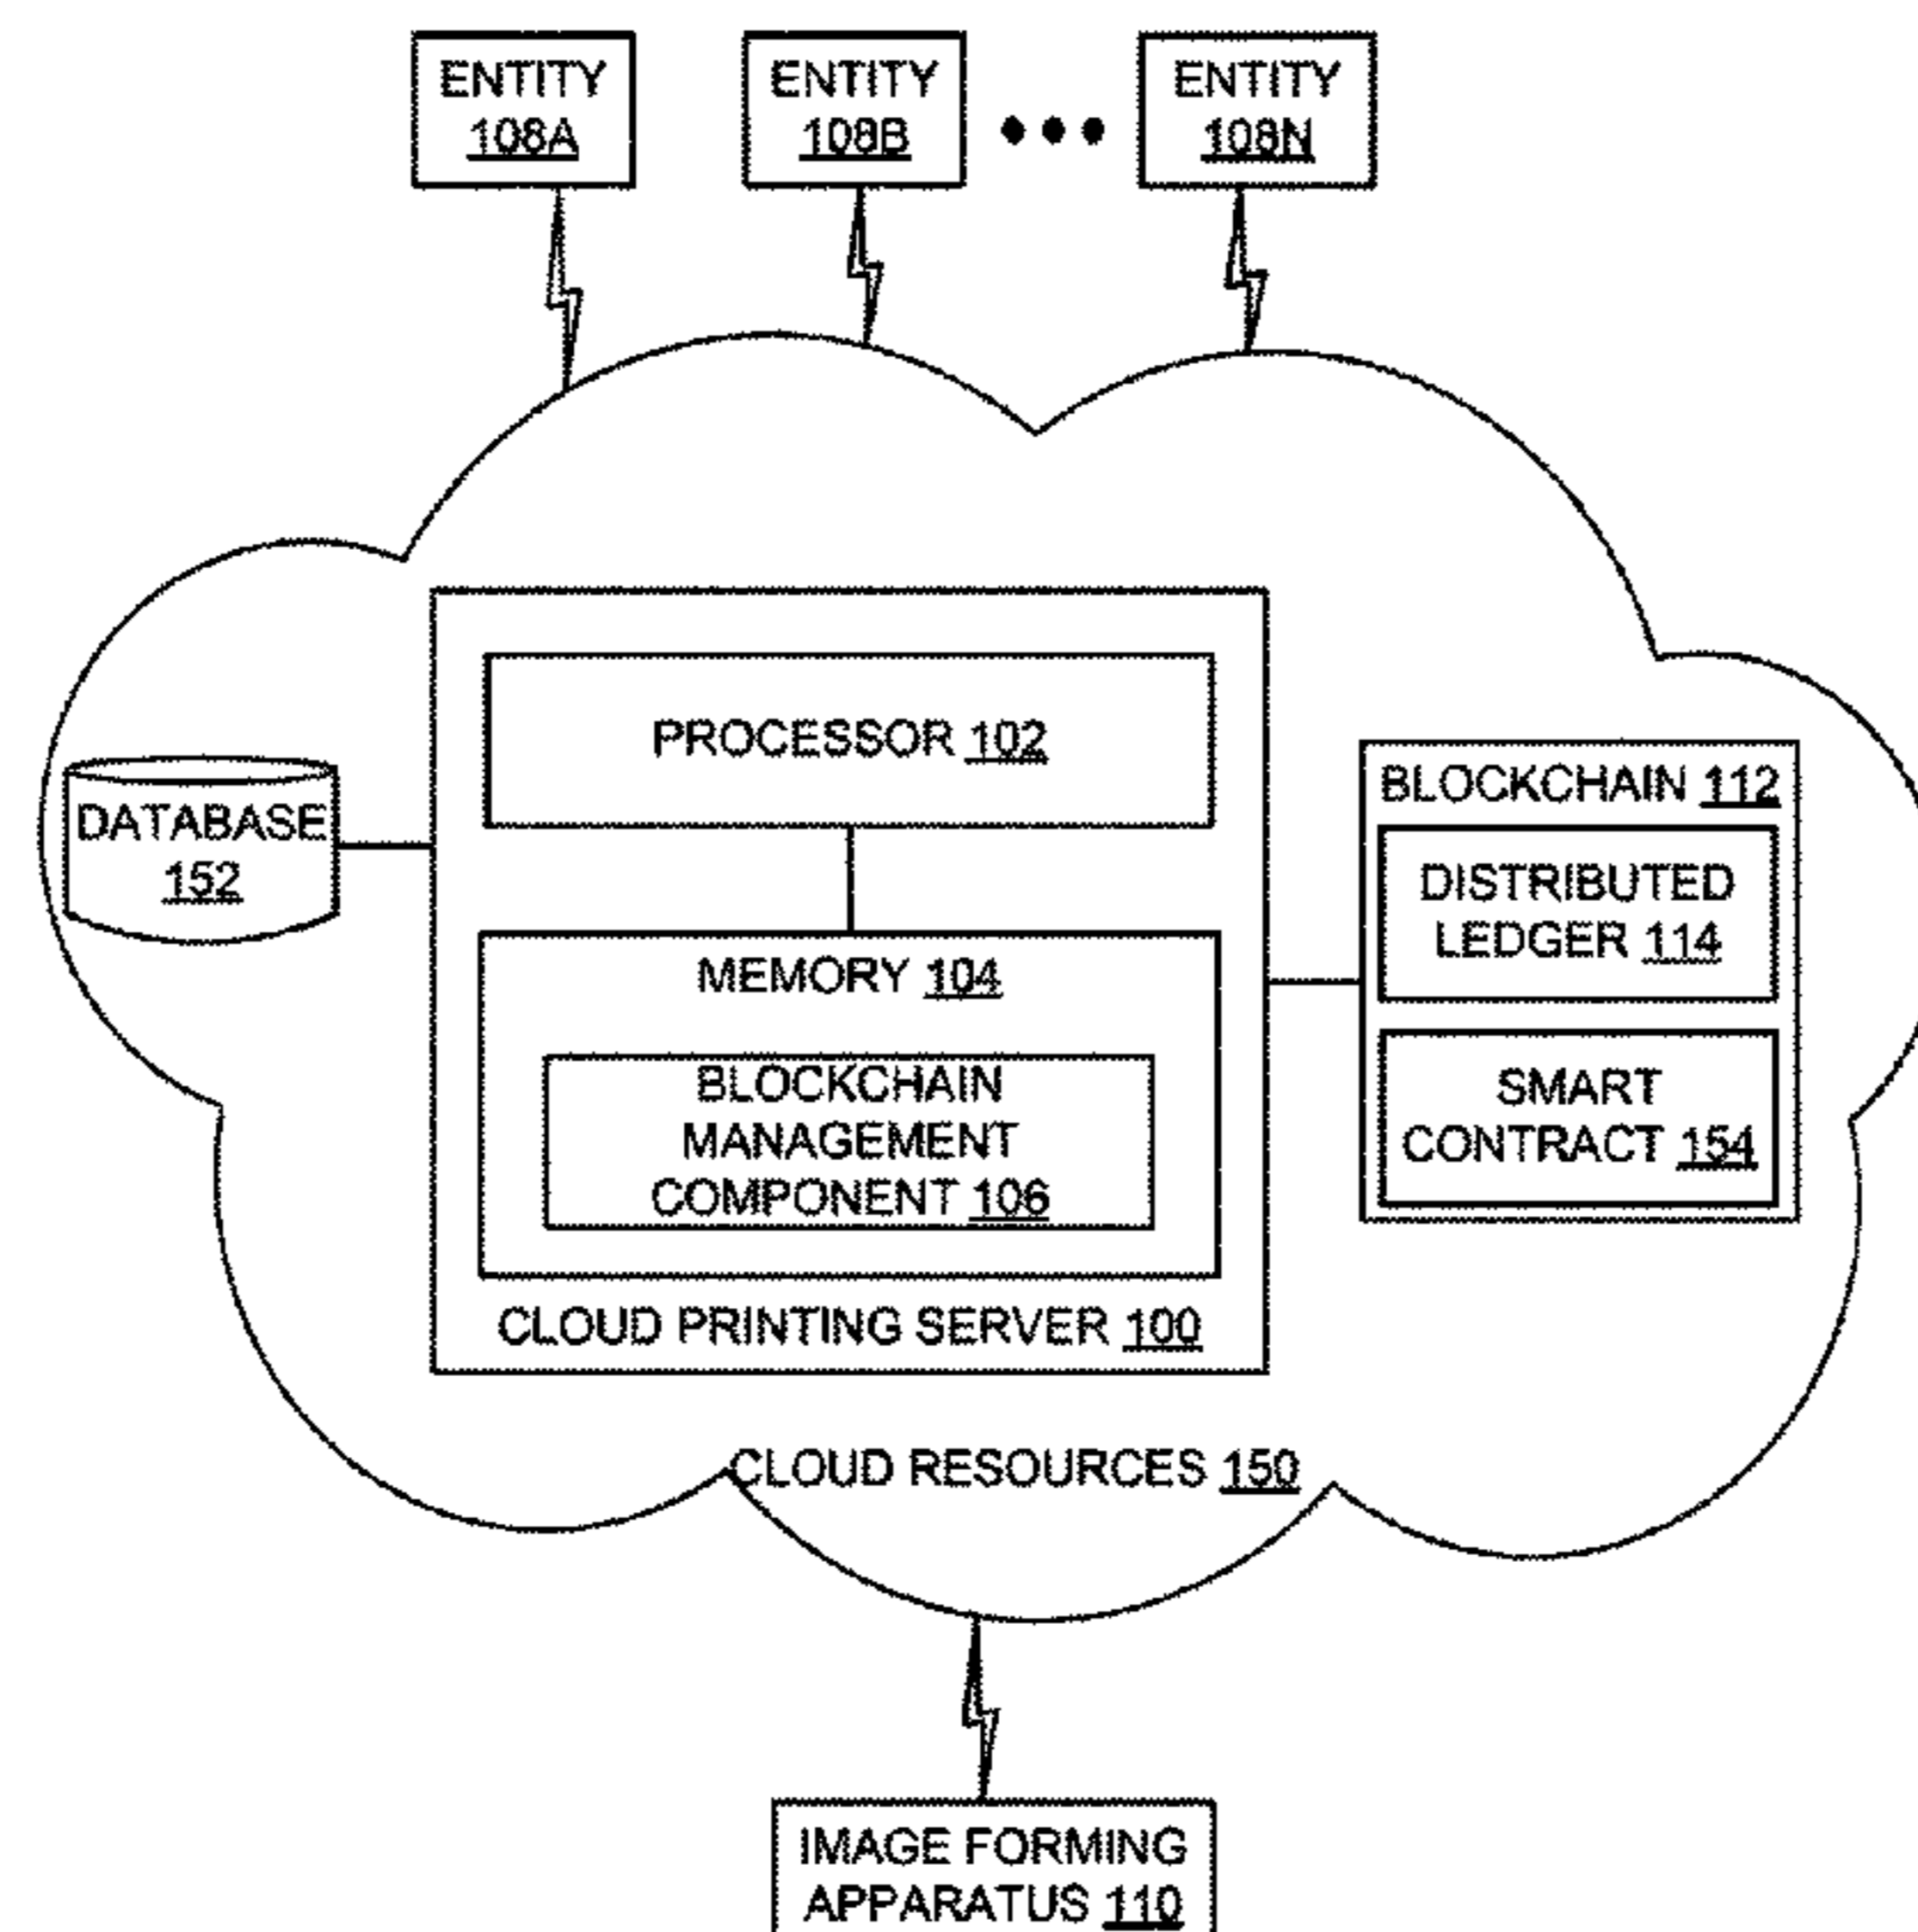 ENTITY
108A
ENTITY
108B
ENTITY
108N
PROCESSOR 102
DATABASE
152
MEMORY 104
BLOCKCHAIN
MANAGEMENT
COMPONENT 106
CLOUD PRINTING SERVER 100
BLOCKCHAIN 112
DISTRIBUTED
LEDGER 114
SMART
CONTRACT 154
CLOUD RESOURCES 150
IMAGE FORMING
APPARATUS 110